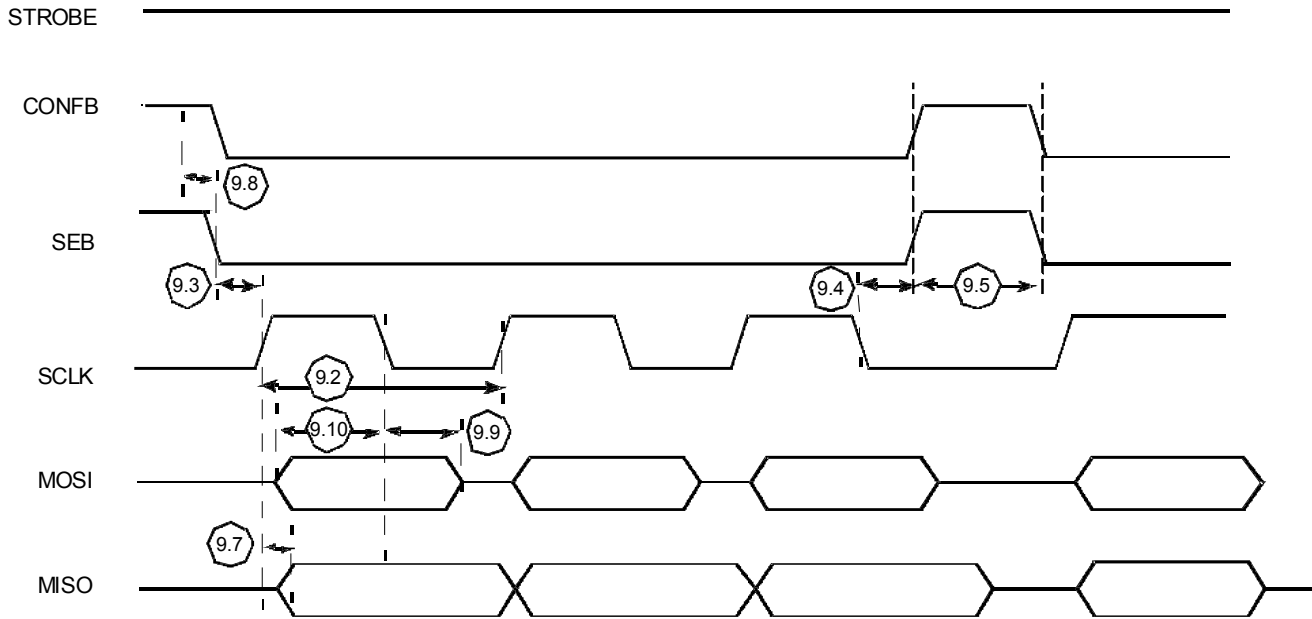 STROBE
CONFB
9.8
SEB
9.3
9.4
9.5
SCLK
9.2
9.10
9.9
MOSI
9.7
MISO